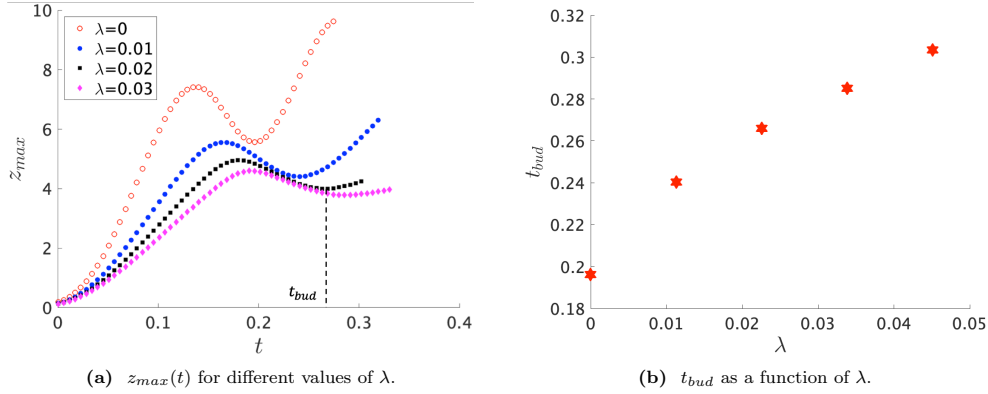 10
8
6
4
2
0
z_max
λ=0
λ=0.01
λ=0.02
λ=0.03
t_bud
0
0.1
0.2
0.3
0.4
t
(a) z_max(t) for different values of λ.
0.32
0.3
0.28
0.26
0.24
0.22
0.2
0.18
t_bud
0
0.01
0.02
0.03
0.04
0.05
λ
(b) t_bud as a function of λ.